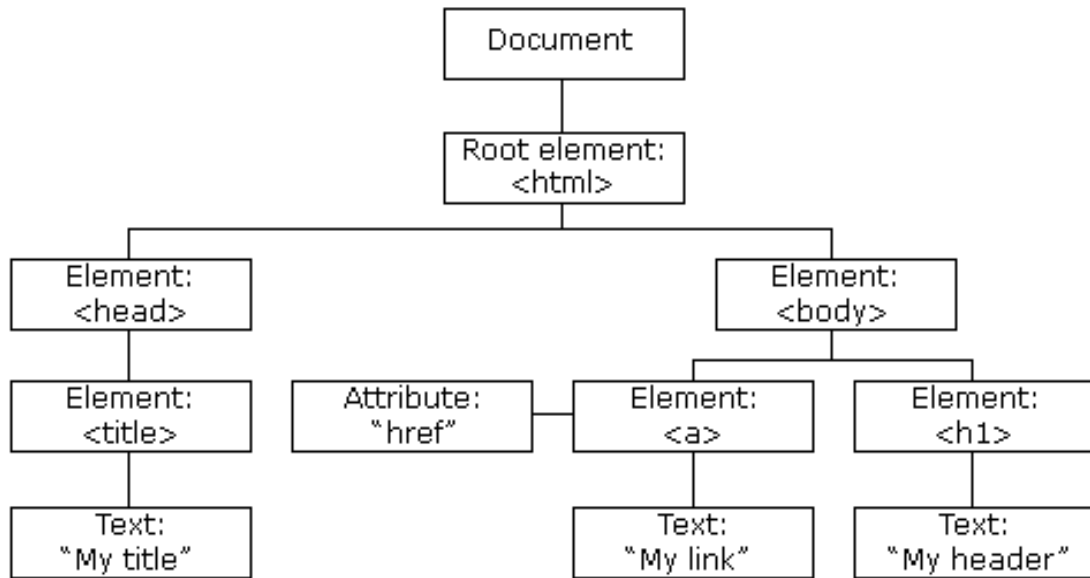 Document
Root element:
<html>
Element:
<head>
Element:
<body>
Element:
<title>
Attribute:
“href”
Element:
<a>
Element:
<h1>
Text:
“My title”
Text:
“My link”
Text:
“My header”